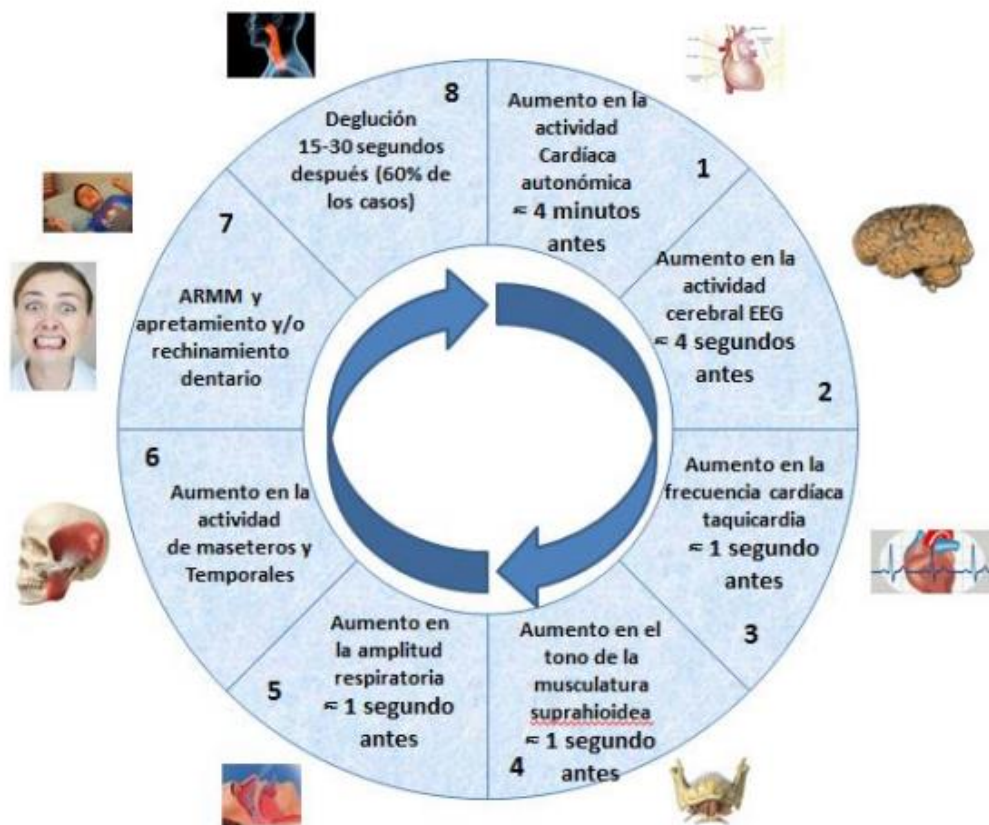 1
Aumento en la
actividad
Cardíaca
autonómica
≈ 4 minutos
antes
2
Aumento en la
actividad
cerebral EEG
≈ 4 segundos
antes
3
Aumento en la
frecuencia cardíaca
taquicardia
≈ 1 segundo
antes
4
Aumento en el
tono de la
musculatura
suprahioidea
≈ 1 segundo
antes
5
Aumento en
la amplitud
respiratoria
≈ 1 segundo
antes
6
Aumento en la
actividad
de maseteros y
Temporales
7
ARMM y
apretamiento y/o
rechinamiento
dentario
8
Deglución
15-30 segundos
después (60% de
los casos)